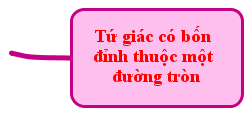 Tứ giác có bốn
đỉnh thuộc một
đường tròn